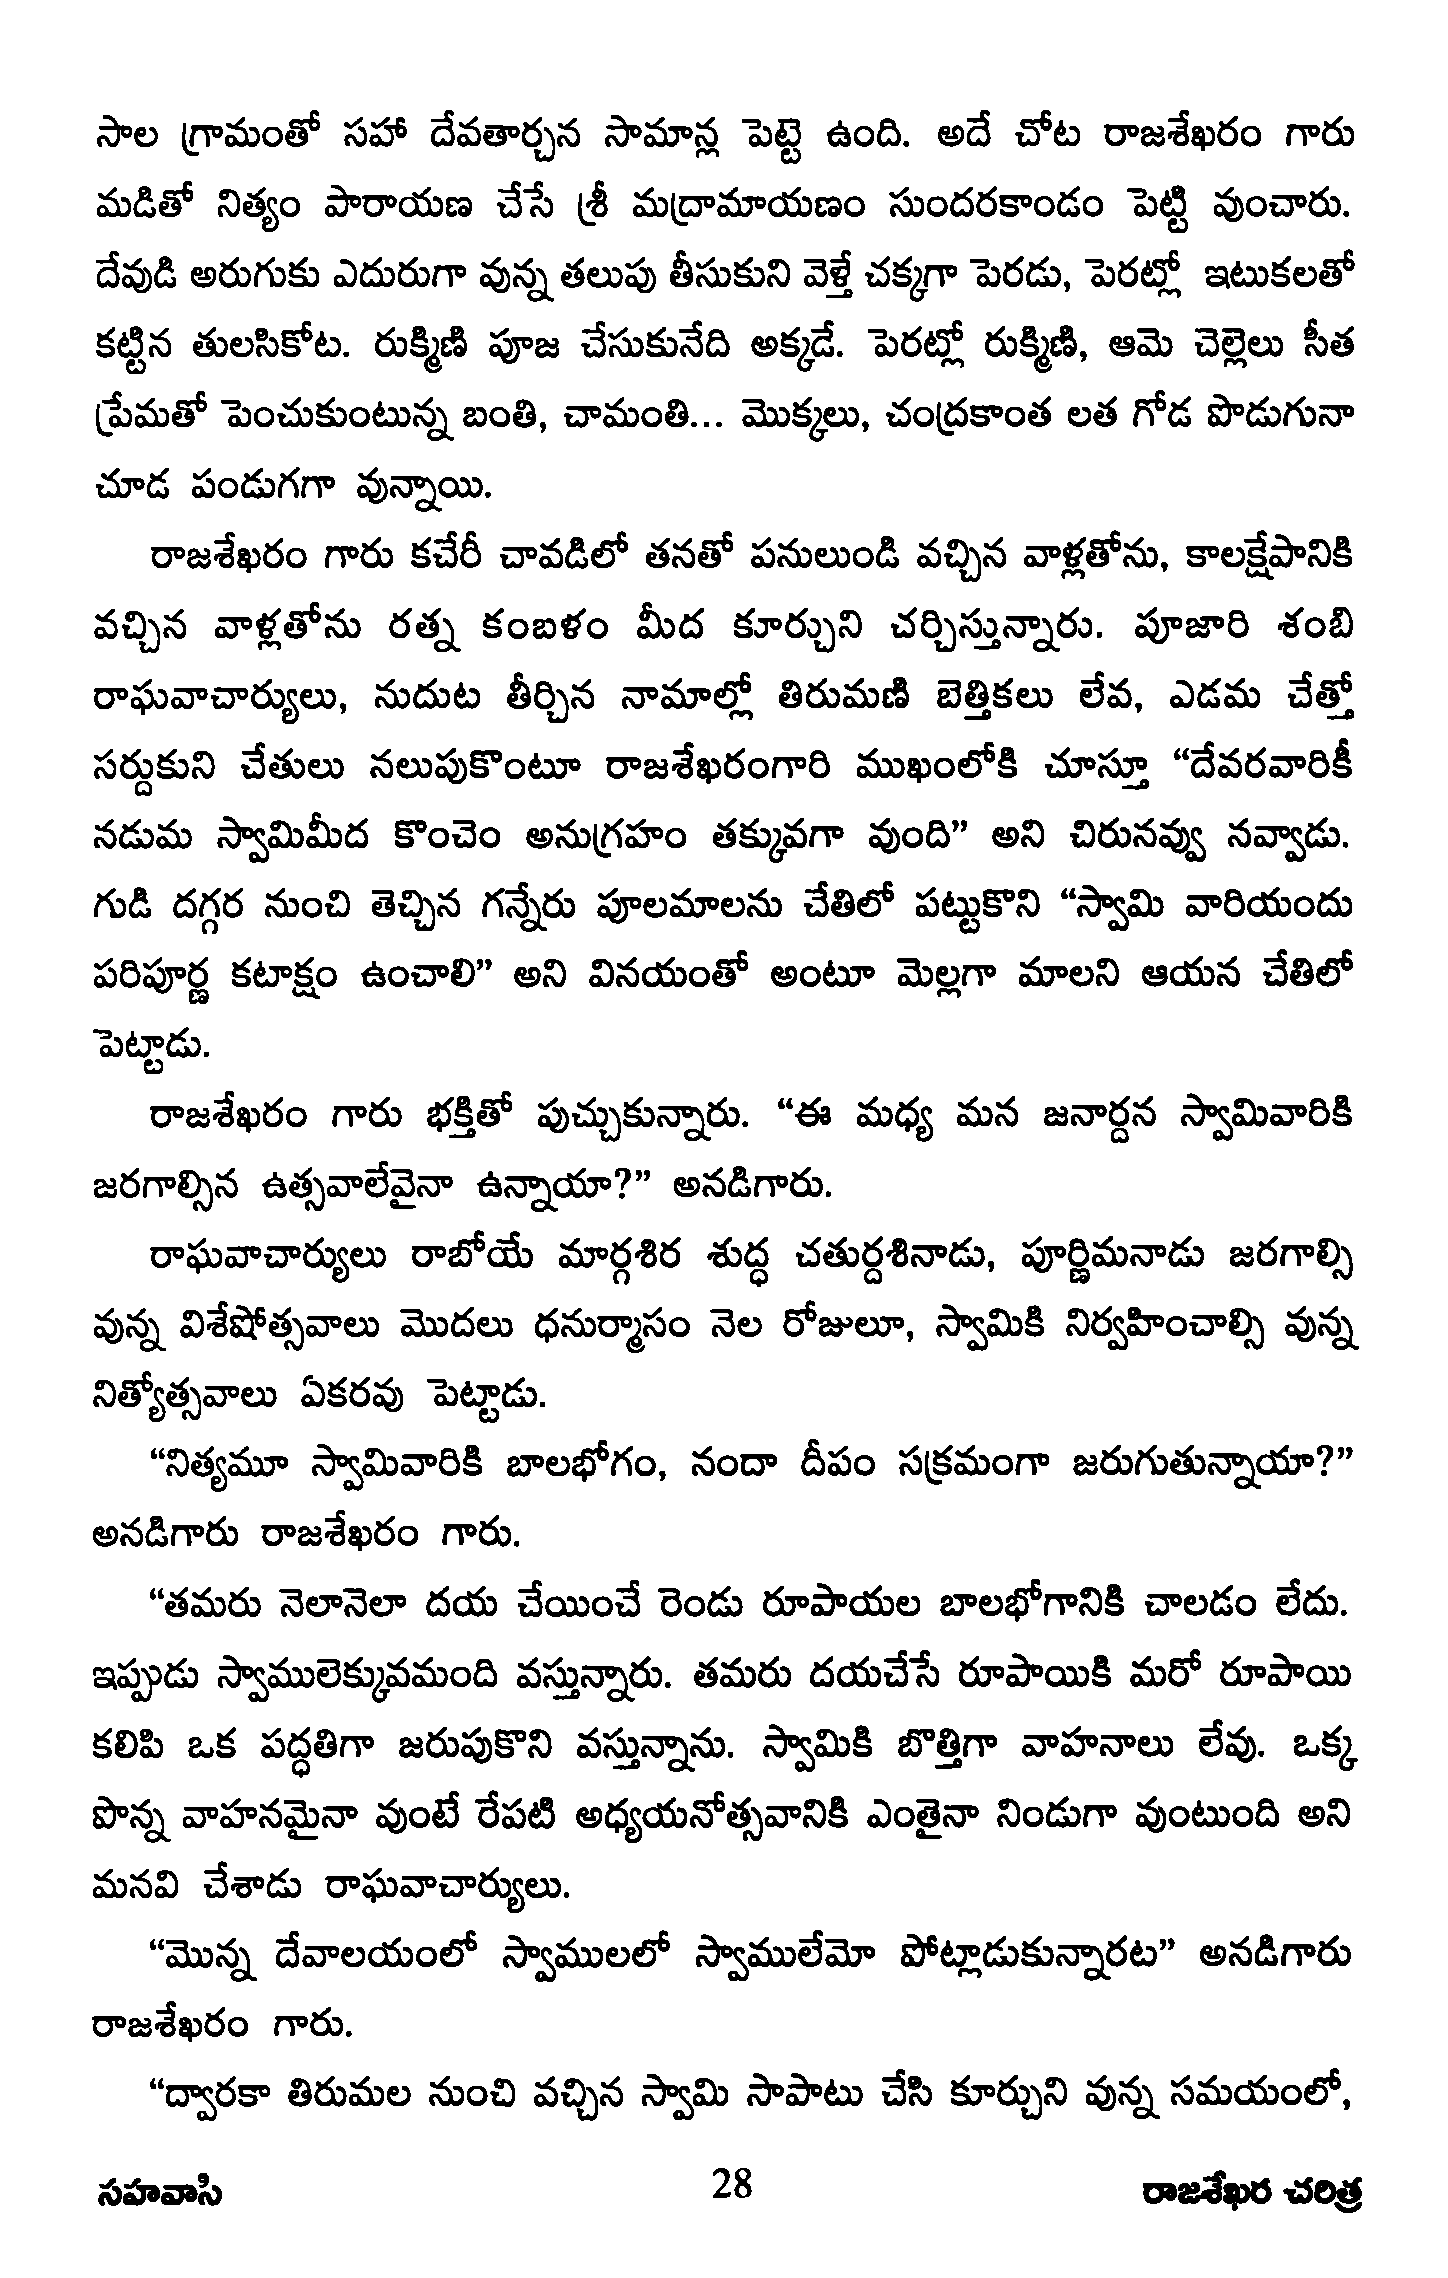 సాల గ్రామంతో సహా దేవతార్చన సామాన్ల పెట్టె ఉంది. అదే చోట రాజశేఖరం గారు
మడితో నిత్యం పారాయణ చేసే శ్రీ మద్రామాయణం సుందరకాండం పెట్టి వుంచారు.
దేవుడి అరుగుకు ఎదురుగా వున్న తలుపు తీసుకుని వెళ్తే చక్కగా పెరడు, పెరట్లో ఇటుకలతో
కట్టిన తులసికోట. రుక్మిణి పూజ చేసుకునేది అక్కడే. పెరట్లో రుక్మిణి, ఆమె చెల్లెలు సీత
ప్రేమతో పెంచుకుంటున్న బంతి, చామంతి... మొక్కలు, చంద్రకాంత లత గోడ పొడుగునా
చూడ పండుగగా వున్నాయి.
రాజశేఖరం గారు కచేరీ చావడిలో తనతో పనులుండి వచ్చిన వాళ్లతోను, కాలక్షేపానికి
వచ్చిన వాళ్లతోను రత్న కంబళం మీద కూర్చుని చర్చిస్తున్నారు. పూజారి శంబి
రాఘవాచార్యులు, నుదుట తీర్చిన నామాల్లో తిరుమణి బెత్తికలు లేవ, ఎడమ చేత్తో
సర్దుకుని చేతులు నలుపుకొంటూ రాజశేఖరంగారి ముఖంలోకి చూస్తూ “దేవరవారికీ
నడుమ స్వామిమీద కొంచెం అనుగ్రహం తక్కువగా వుంది” అని చిరునవ్వు నవ్వాడు.
గుడి దగ్గర నుంచి తెచ్చిన గన్నేరు పూలమాలను చేతిలో పట్టుకొని “స్వామి వారియందు
పరిపూర్ణ కటాక్షం ఉంచాలి” అని వినయంతో అంటూ మెల్లగా మాలని ఆయన చేతిలో
పెట్టాడు.
రాజశేఖరం గారు భక్తితో పుచ్చుకున్నారు. “ఈ మధ్య మన జనార్దన స్వామివారికి
జరగాల్సిన ఉత్సవాలేవైనా ఉన్నాయా?” అనడిగారు.
రాఘవాచార్యులు రాబోయే మార్గశిర శుద్ధ చతుర్దశినాడు, పూర్ణిమనాడు జరగాల్సి
వున్న విశేషోత్సవాలు మొదలు ధనుర్మాసం నెల రోజులూ, స్వామికి నిర్వహించాల్సి వున్న
నిత్యోత్సవాలు ఏకరవు పెట్టాడు.
“నిత్యమూ స్వామివారికి బాలభోగం, నందా దీపం సక్రమంగా జరుగుతున్నాయా?”
అనడిగారు రాజశేఖరం గారు.
“తమరు నెలానెలా దయ చేయించే రెండు రూపాయల బాలభోగానికి చాలడం లేదు.
ఇప్పుడు స్వాములెక్కువమంది వస్తున్నారు. తమరు దయచేసే రూపాయికి మరో రూపాయి
కలిపి ఒక పద్ధతిగా జరుపుకొని వస్తున్నాను. స్వామికి బొత్తిగా వాహనాలు లేవు. ఒక్క
పొన్న వాహనమైనా వుంటే రేపటి అధ్యయనోత్సవానికి ఎంతైనా నిండుగా వుంటుంది అని
మనవి చేశాడు రాఘవాచార్యులు.
“మొన్న దేవాలయంలో స్వాములలో స్వాములేమో పోట్లాడుకున్నారట” అనడిగారు
రాజశేఖరం గారు.
“ద్వారకా తిరుమల నుంచి వచ్చిన స్వామి సాపాటు చేసి కూర్చుని వున్న సమయంలో,
సహవాసి 28 రాజశేఖర చరిత్ర